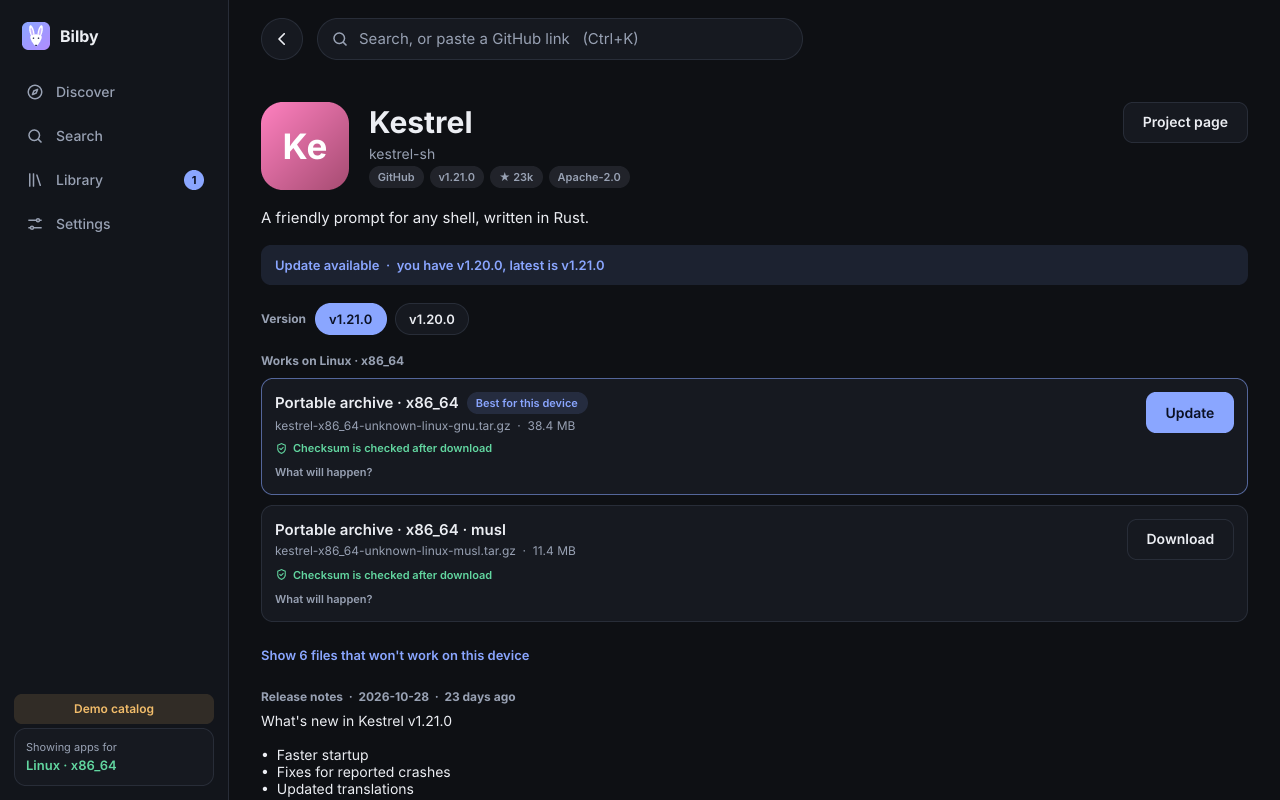 Bilby
Discover
Search
Library 1
Settings
Demo catalog
Showing apps for
Linux · x86_64
Search, or paste a GitHub link (Ctrl+K)
Ke
Kestrel
kestrel-sh
GitHub v1.21.0 ★ 23k Apache-2.0
Project page
A friendly prompt for any shell, written in Rust.
Update available · you have v1.20.0, latest is v1.21.0
Version v1.21.0 v1.20.0
Works on Linux · x86_64
Portable archive · x86_64 Best for this device
kestrel-x86_64-unknown-linux-gnu.tar.gz · 38.4 MB
Checksum is checked after download
What will happen?
Update
Portable archive · x86_64 · musl
kestrel-x86_64-unknown-linux-musl.tar.gz · 11.4 MB
Checksum is checked after download
What will happen?
Download
Show 6 files that won't work on this device
Release notes · 2026-10-28 · 23 days ago
What's new in Kestrel v1.21.0
• Faster startup
• Fixes for reported crashes
• Updated translations